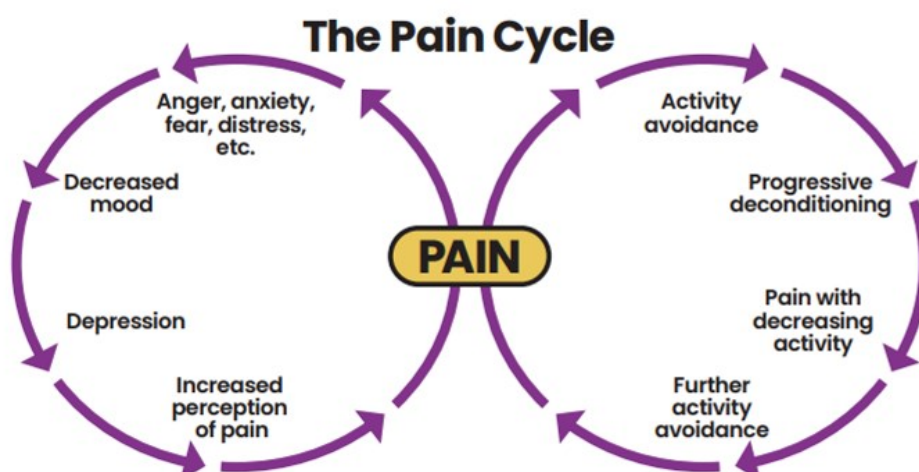 The Pain Cycle
Anger, anxiety,
fear, distress,
etc.
Decreased
mood
Depression
Increased
perception
of pain
PAIN
Activity
avoidance
Progressive
deconditioning
Pain with
decreasing
activity
Further
activity
avoidance